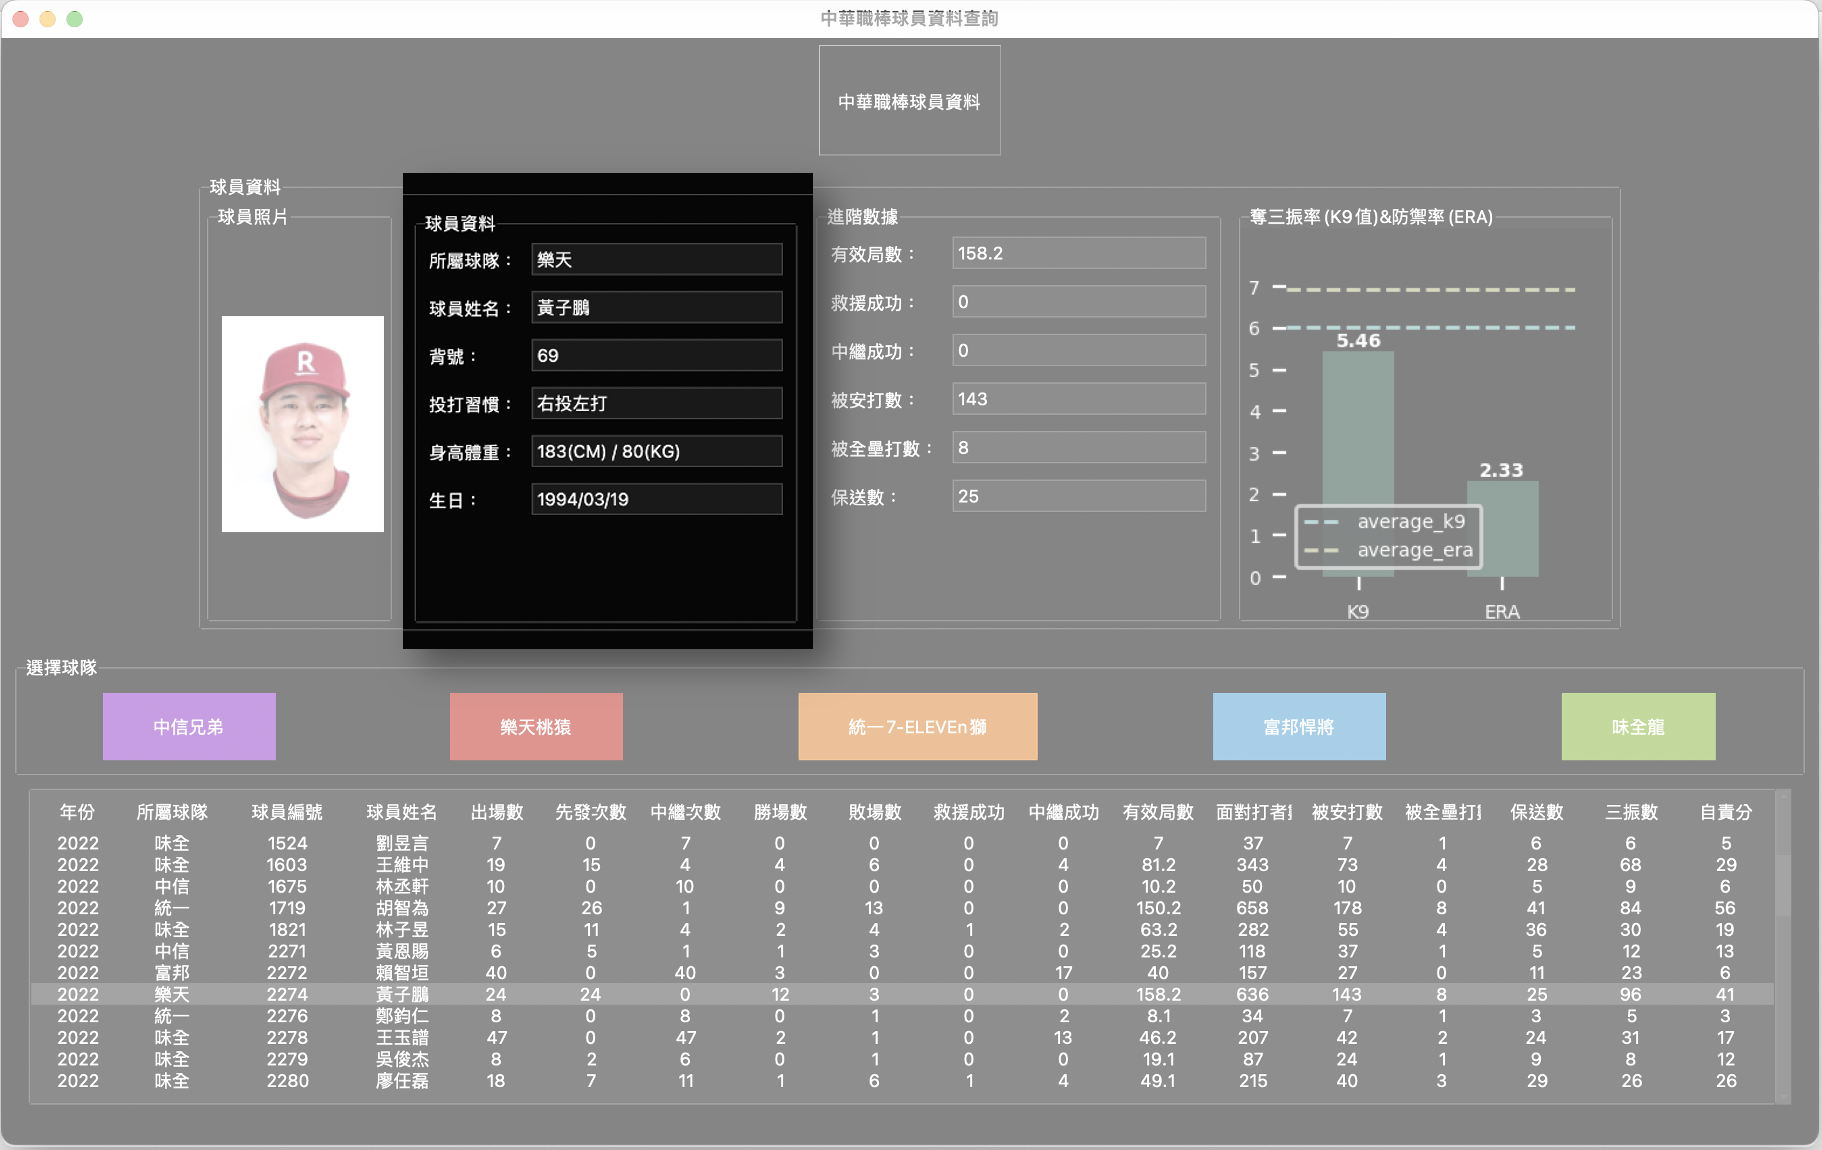 中華職棒球員資料查詢
中華職棒球員資料
球員資料
球員照片
R
球員資料
所屬球隊： 樂天
球員姓名： 黃子鵬
背號： 69
投打習慣： 右投左打
身高體重： 183(CM) / 80(KG)
生日： 1994/03/19
進階數據
有效局數： 158.2
救援成功： 0
中繼成功： 0
被安打數： 143
被全壘打數： 8
保送數： 25
奪三振率(K9值)&防禦率(ERA)
7
6
5
4
3
2
1
0
5.46
2.33
average_k9
average_era
K9 ERA
選擇球隊
中信兄弟 樂天桃猿 統一7-ELEVEn獅 富邦悍將 味全龍
年份 所屬球隊 球員編號 球員姓名 出場數 先發次數 中繼次數 勝場數 敗場數 救援成功 中繼成功 有效局數 面對打者 被安打數 被全壘打 保送數 三振數 自責分
2022 味全 1524 劉昱言 7 0 7 0 0 0 0 7 37 7 1 6 6 5
2022 味全 1603 王維中 19 15 4 4 6 0 4 81.2 343 73 4 28 68 29
2022 中信 1675 林丞軒 10 0 10 0 0 0 0 10.2 50 10 0 5 9 6
2022 統一 1719 胡智為 27 26 1 9 13 0 0 150.2 658 178 8 41 84 56
2022 味全 1821 林子昱 15 11 4 2 4 1 2 63.2 282 55 4 36 30 19
2022 中信 2271 黃恩賜 6 5 1 1 3 0 0 25.2 118 37 1 5 12 13
2022 富邦 2272 賴智垣 40 0 40 3 0 0 17 40 157 27 0 11 23 6
2022 樂天 2274 黃子鵬 24 24 0 12 3 0 0 158.2 636 143 8 25 96 41
2022 統一 2276 鄭鈞仁 8 0 8 0 1 0 2 8.1 34 7 1 3 5 3
2022 味全 2278 王玉譜 47 0 47 2 1 0 13 46.2 207 42 2 24 31 17
2022 味全 2279 吳俊杰 8 2 6 0 1 0 0 19.1 87 24 1 9 8 12
2022 味全 2280 廖任磊 18 7 11 1 6 1 4 49.1 215 40 3 29 26 26